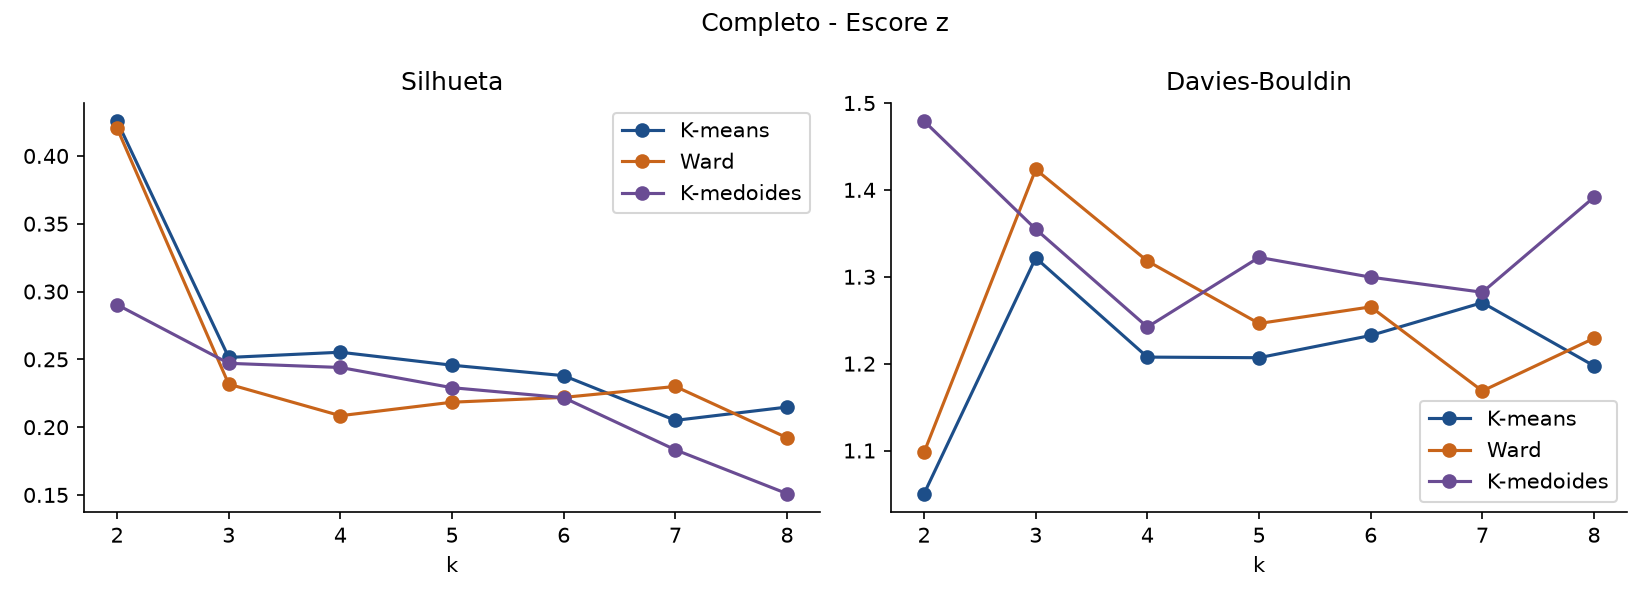 Completo - Escore z
Silhueta
0.40
0.35
0.30
0.25
0.20
0.15
2 3 4 5 6 7 8
k
K-means
Ward
K-medoides
Davies-Bouldin
1.5
1.4
1.3
1.2
1.1
2 3 4 5 6 7 8
k
K-means
Ward
K-medoides